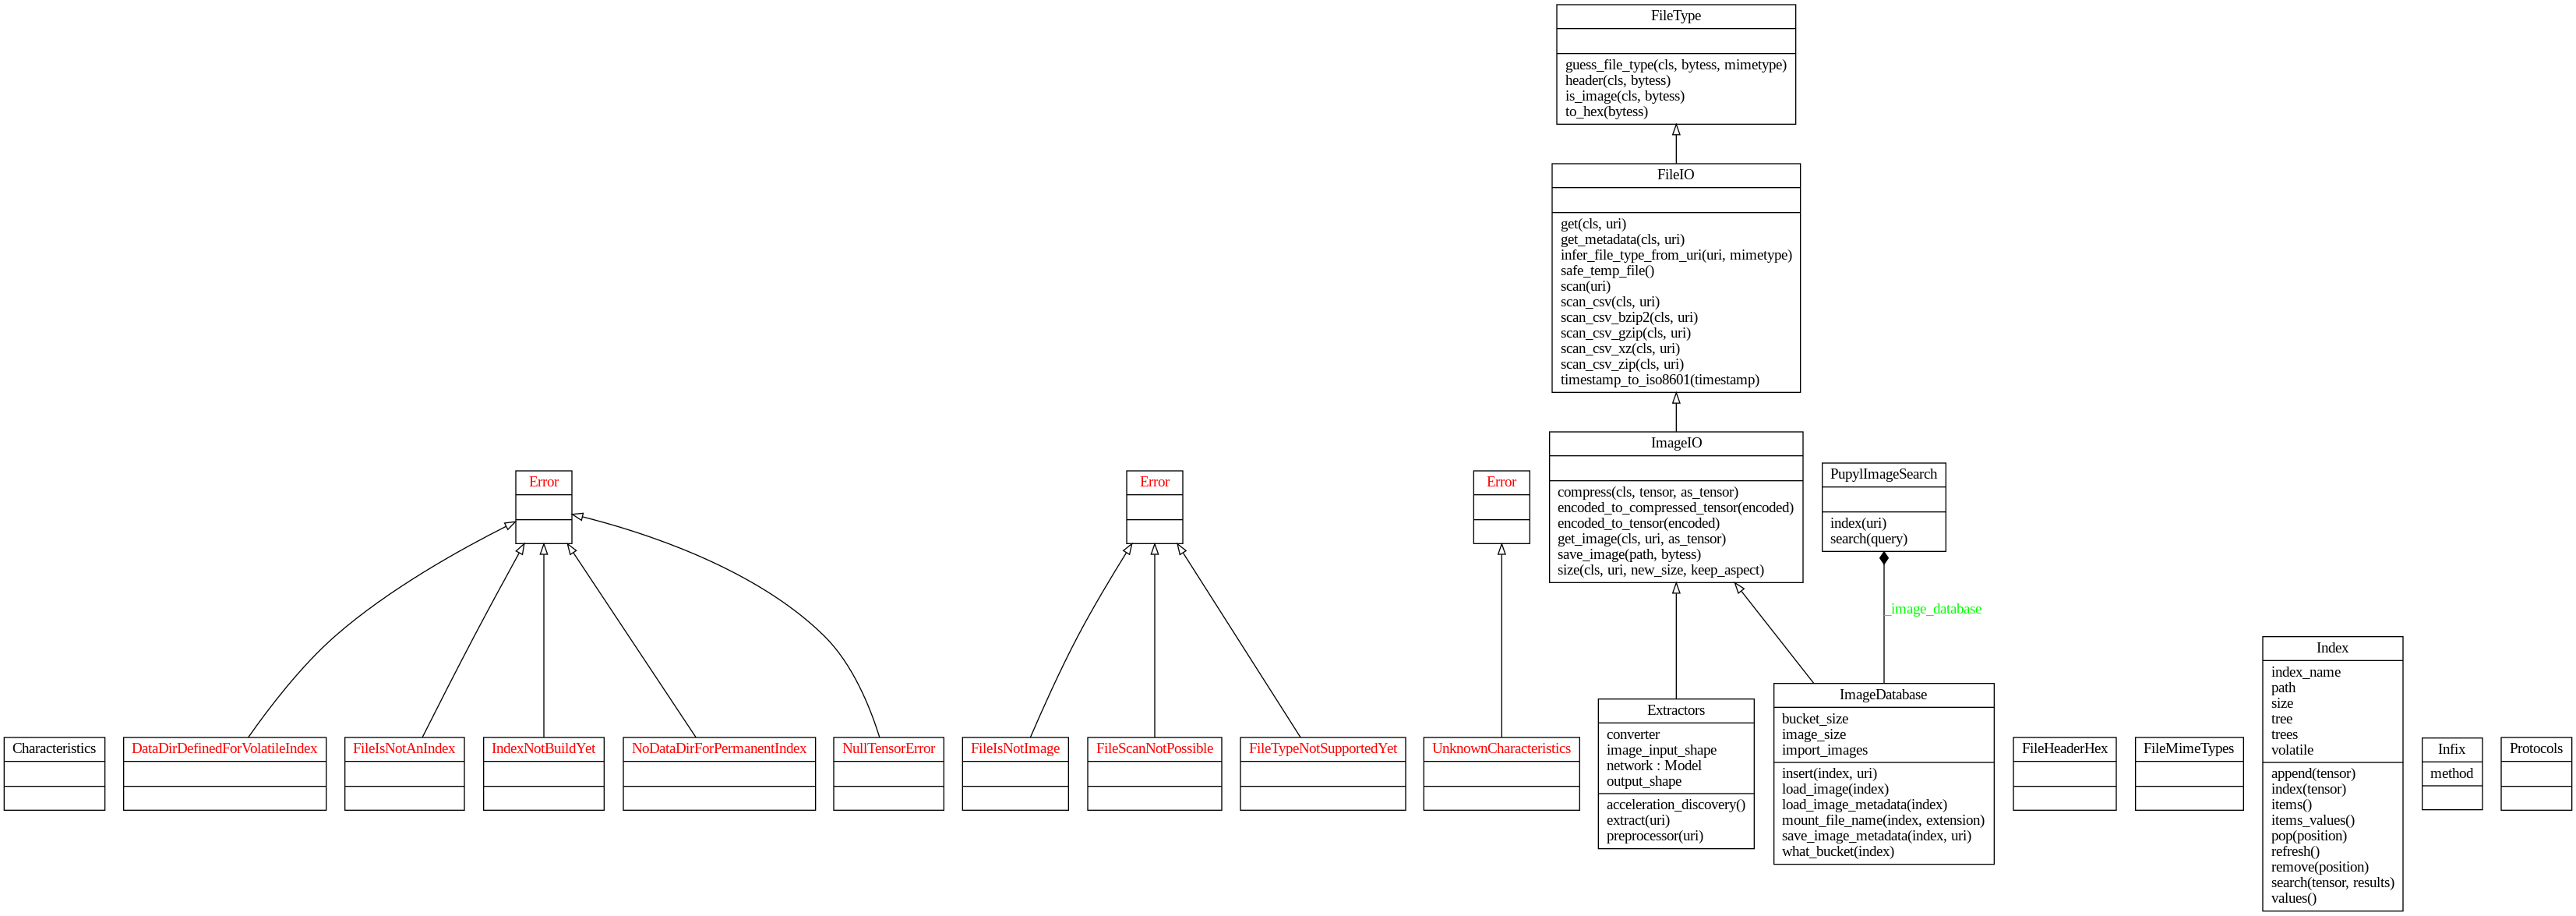 FileType
guess_file_type(cls, bytess, mimetype)
header(cls, bytess)
is_image(cls, bytess)
to_hex(bytess)
FileIO
get(cls, uri)
get_metadata(cls, uri)
infer_file_type_from_uri(uri, mimetype)
safe_temp_file()
scan(uri)
scan_csv(cls, uri)
scan_csv_bzip2(cls, uri)
scan_csv_gzip(cls, uri)
scan_csv_xz(cls, uri)
scan_csv_zip(cls, uri)
timestamp_to_iso8601(timestamp)
Error
Error
Error
ImageIO
compress(cls, tensor, as_tensor)
encoded_to_compressed_tensor(encoded)
encoded_to_tensor(encoded)
get_image(cls, uri, as_tensor)
save_image(path, bytess)
size(cls, uri, new_size, keep_aspect)
PupylImageSearch
index(uri)
search(query)
_image_database
Characteristics
DataDirDefinedForVolatileIndex
FileIsNotAnIndex
IndexNotBuildYet
NoDataDirForPermanentIndex
NullTensorError
FileIsNotImage
FileScanNotPossible
FileTypeNotSupportedYet
UnknownCharacteristics
Extractors
converter
image_input_shape
network : Model
output_shape
acceleration_discovery()
extract(uri)
preprocessor(uri)
ImageDatabase
bucket_size
image_size
import_images
insert(index, uri)
load_image(index)
load_image_metadata(index)
mount_file_name(index, extension)
save_image_metadata(index, uri)
what_bucket(index)
FileHeaderHex
FileMimeTypes
Index
index_name
path
size
tree
trees
volatile
append(tensor)
index(tensor)
items()
items_values()
pop(position)
refresh()
remove(position)
search(tensor, results)
values()
Infix
method
Protocols